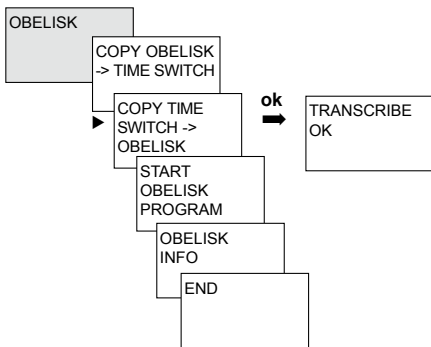 OBELISK
COPY OBELISK
-> TIME SWITCH
COPY TIME
SWITCH ->
OBELISK
ok
TRANSCRIBE
OK
START
OBELISK
PROGRAM
OBELISK
INFO
END